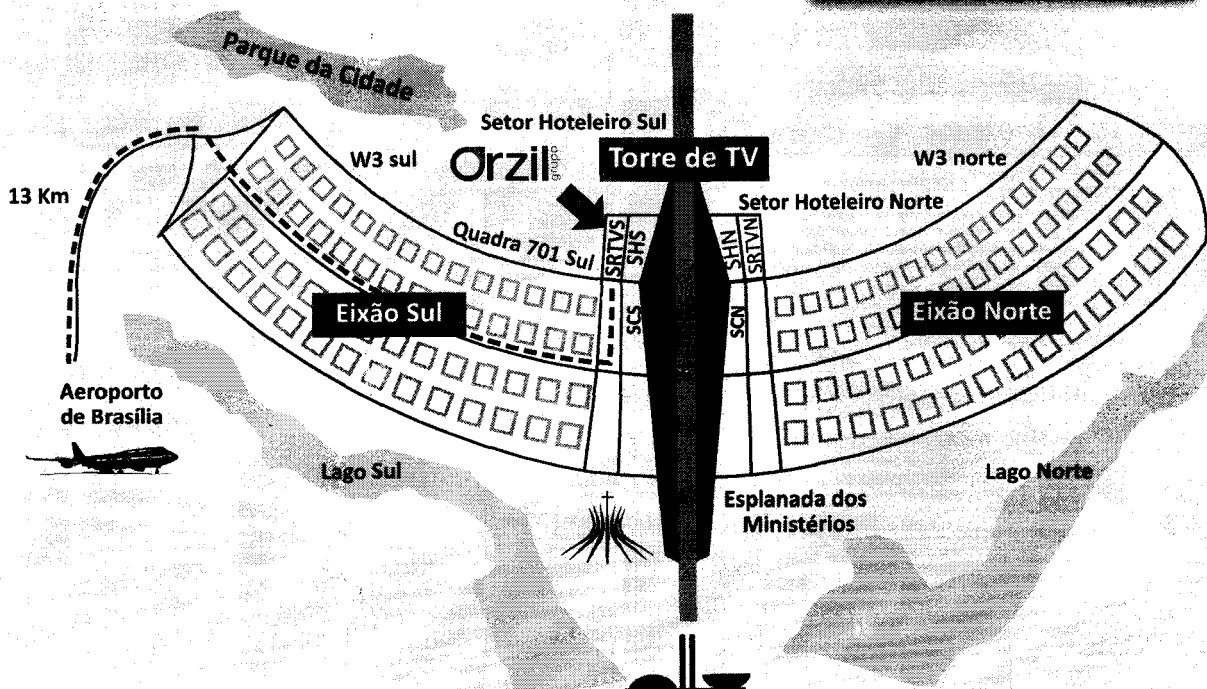 Parque da Cidade
Setor Hoteleiro Sul
W3 sul
Orzil
grupo
Torre de TV
W3 norte
13 Km
Setor Hoteleiro Norte
Quadra 701 Sul
SRTVS
SHS
SHN
SRTVN
Eixão Sul
SCS
SCN
Eixão Norte
Aeroporto
de Brasília
Lago Sul
Lago Norte
Esplanada dos
Ministérios